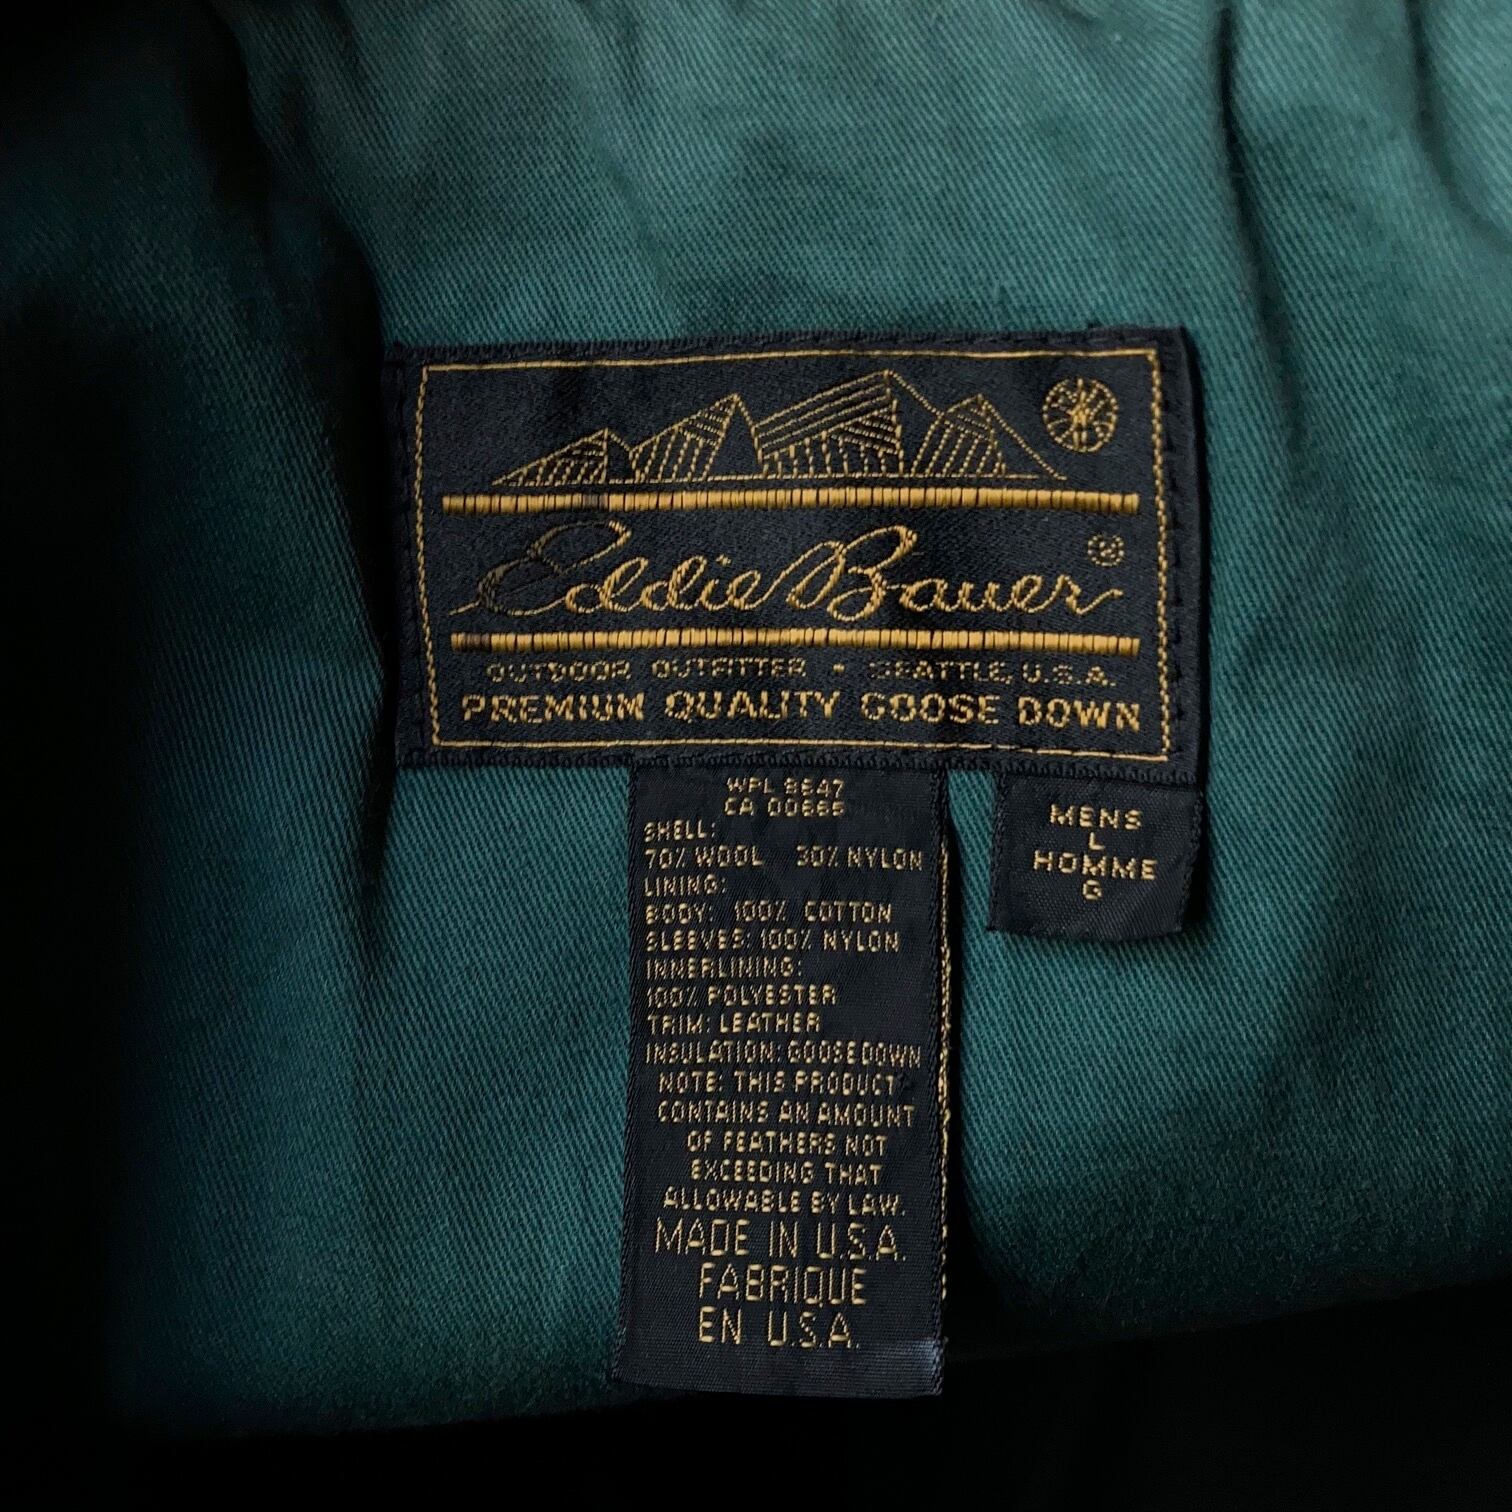 Eddie Bauer ®
OUTDOOR OUTFITTER • SEATTLE, U.S.A.
PREMIUM QUALITY GOOSE DOWN
WPL 8647
CA 00665
SHELL:
70% WOOL 30% NYLON
LINING:
BODY: 100% COTTON
SLEEVES: 100% NYLON
INNERLINING:
100% POLYESTER
TRIM: LEATHER
INSULATION: GOOSE DOWN
NOTE: THIS PRODUCT
CONTAINS AN AMOUNT
OF FEATHERS NOT
EXCEEDING THAT
ALLOWABLE BY LAW.
MADE IN U.S.A.
FABRIQUE
EN U.S.A.
MENS
L
HOMME
G